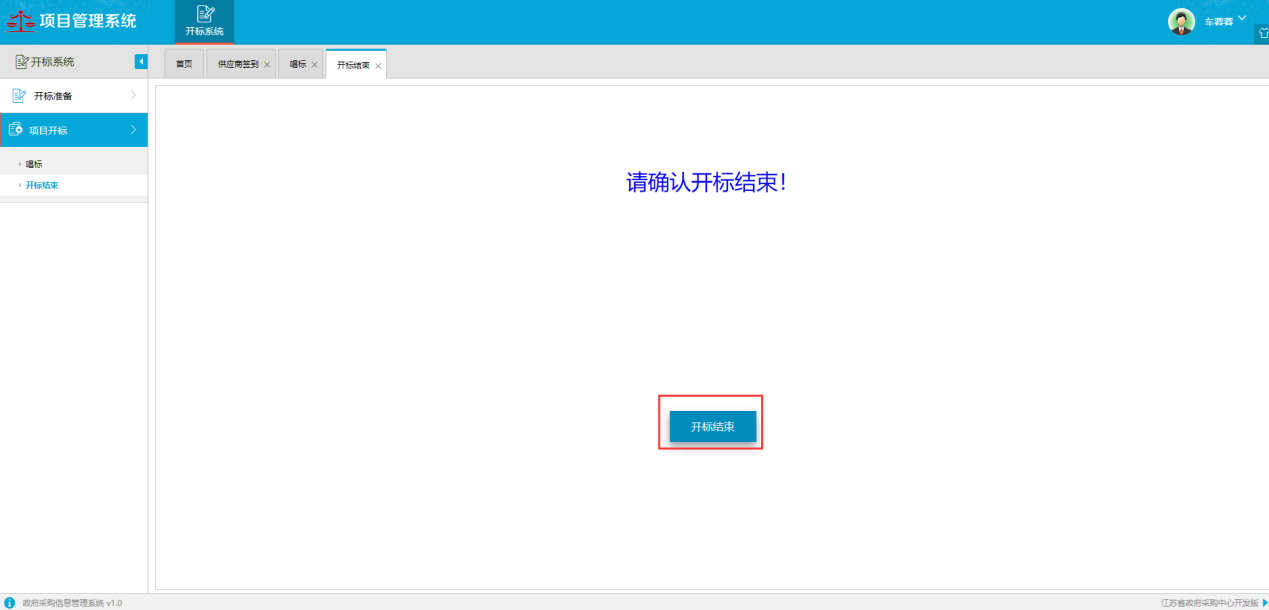 项目管理系统
开标系统
车蓉蓉
开标系统
首页
供应商签到
唱标
开标结束
开标准备
项目开标
唱标
开标结束
请确认开标结束！
开标结束
政府采购信息管理系统 v1.0
江苏省政府采购中心开发版